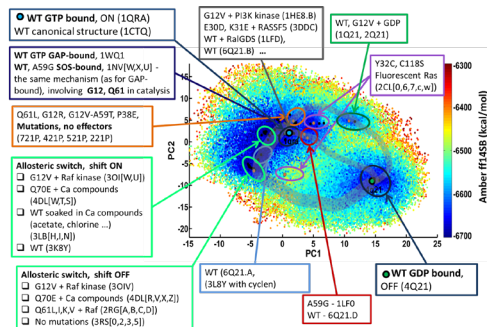 WT GTP bound, ON (1QRA)
WT canonical structure (1CTQ)
G12V + PI3K kinase (1HE8.B)
E30D, K31E + RASSF5 (3DDC)
WT + RalGDS (1LFD),
WT (6Q21.B) ...
WT, G12V + GDP
(1Q21, 2Q21)
WT GTP GAP-bound, 1WQ1
WT, A59G SOS-bound, 1NV[W,X,U] -
the same mechanism (as for GAP-
bound), involving G12, Q61 in catalysis
Y32C, C118S
Fluorescent Ras
(2CL[0,6,7,c,w])
Q61L, G12R, G12V-A59T, P38E,
Mutations, no effectors
(721P, 421P, 521P, 221P)
Allosteric switch, shift ON
G12V + Raf kinase (3OI[W,U])
Q70E + Ca compounds
(4DL[W,T,S])
WT soaked in Ca compounds
(acetate, chlorine ...)
(3LB[H,I,N])
WT (3K8Y)
Allosteric switch, shift OFF
G12V + Raf kinase (3OIV)
Q70E + Ca compounds (4DL[R,V,X,Z])
Q61L,I,K,V + Raf (2RG[A,B,C,D])
No mutations (3RS[0,2,3,5])
WT (6Q21.A,
(3L8Y with cyclen)
A59G - 1LF0
WT - 6Q21.D
WT GDP bound,
OFF (4Q21)
PC2
15
10
5
0
-5
-10
-15
-20
-25 -20 -15 -10 -5 0 5 10 15 20 25
PC1
-6300
-6400
-6500
-6600
-6700
Amber ff14SB